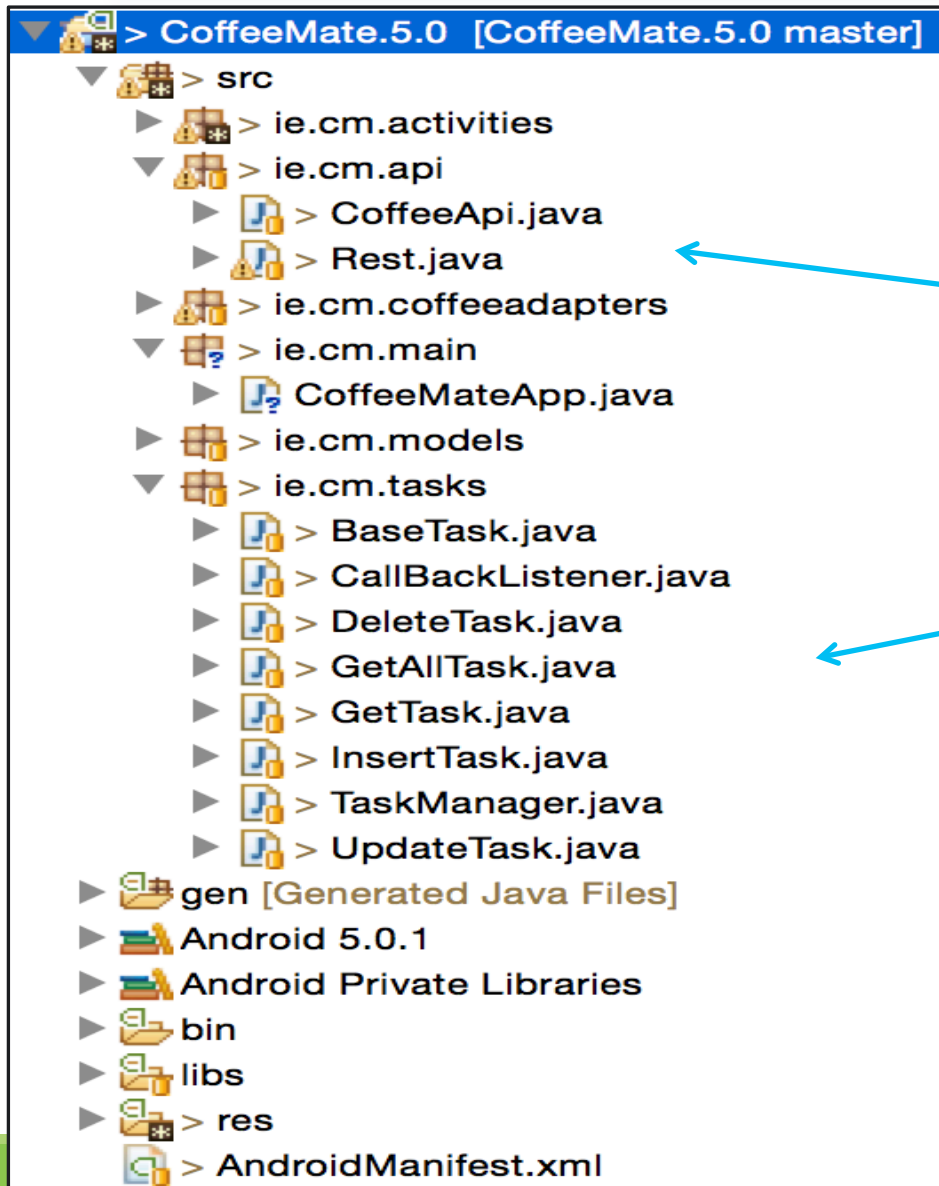 > CoffeeMate.5.0 [CoffeeMate.5.0 master]
> src
> ie.cm.activities
> ie.cm.api
> CoffeeApi.java
> Rest.java
> ie.cm.coffeeadapters
> ie.cm.main
CoffeeMateApp.java
> ie.cm.models
> ie.cm.tasks
> BaseTask.java
> CallBackListener.java
> DeleteTask.java
> GetAllTask.java
> GetTask.java
> InsertTask.java
> TaskManager.java
> UpdateTask.java
gen [Generated Java Files]
Android 5.0.1
Android Private Libraries
bin
libs
> res
> AndroidManifest.xml